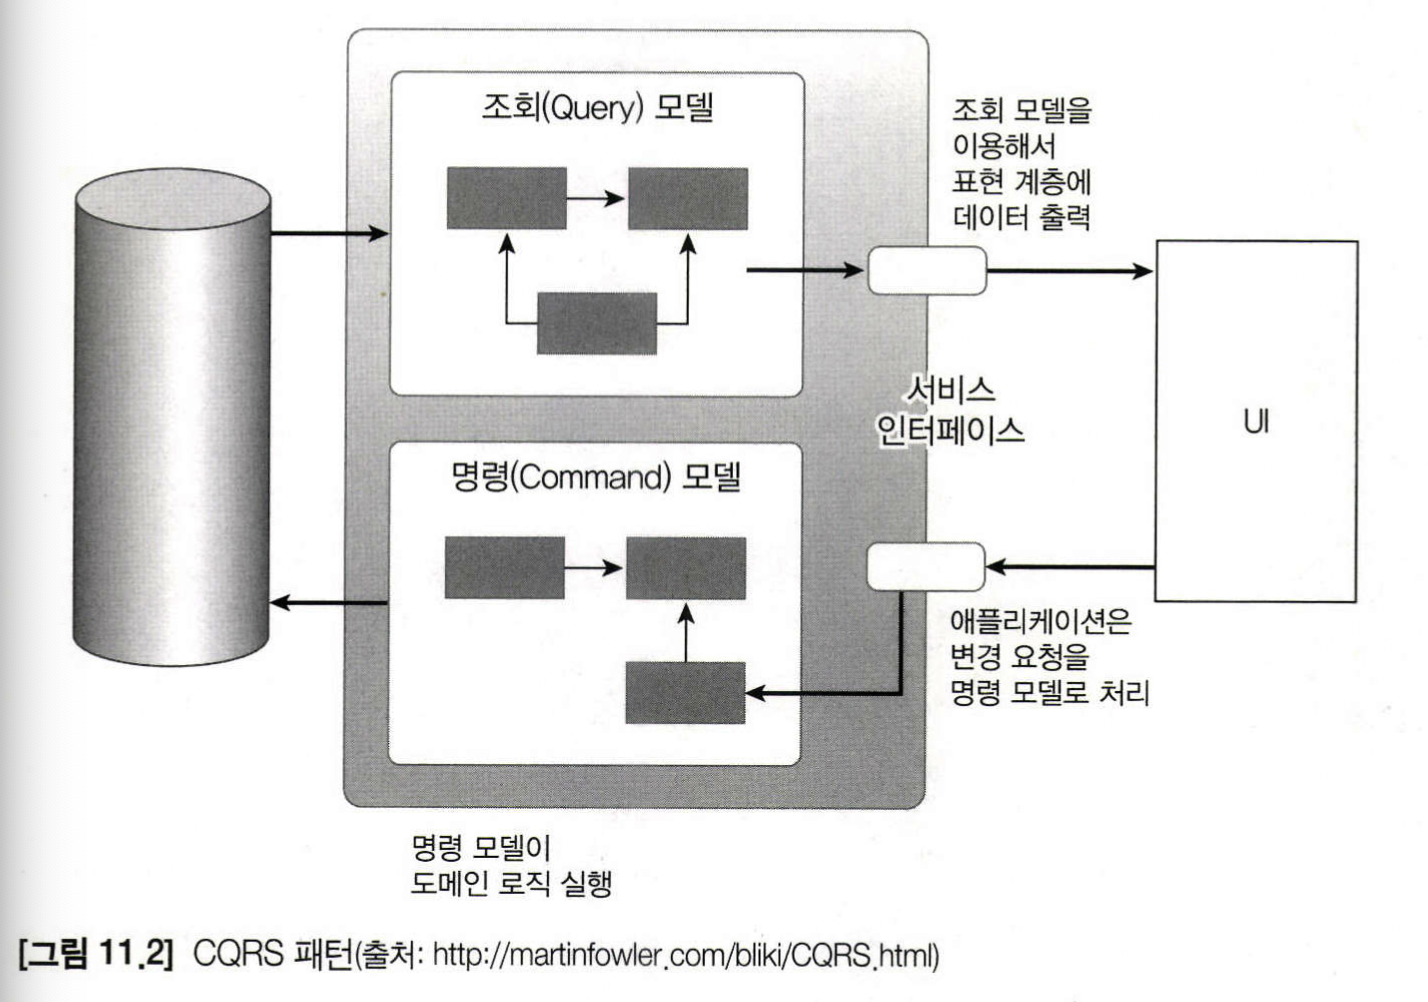 조회(Query) 모델
조회 모델을
이용해서
표현 계층에
데이터 출력
서비스
인터페이스
UI
명령(Command) 모델
애플리케이션은
변경 요청을
명령 모델로 처리
명령 모델이
도메인 로직 실행
[그림 11.2] CQRS 패턴(출처: http://martinfowler.com/bliki/CQRS.html)